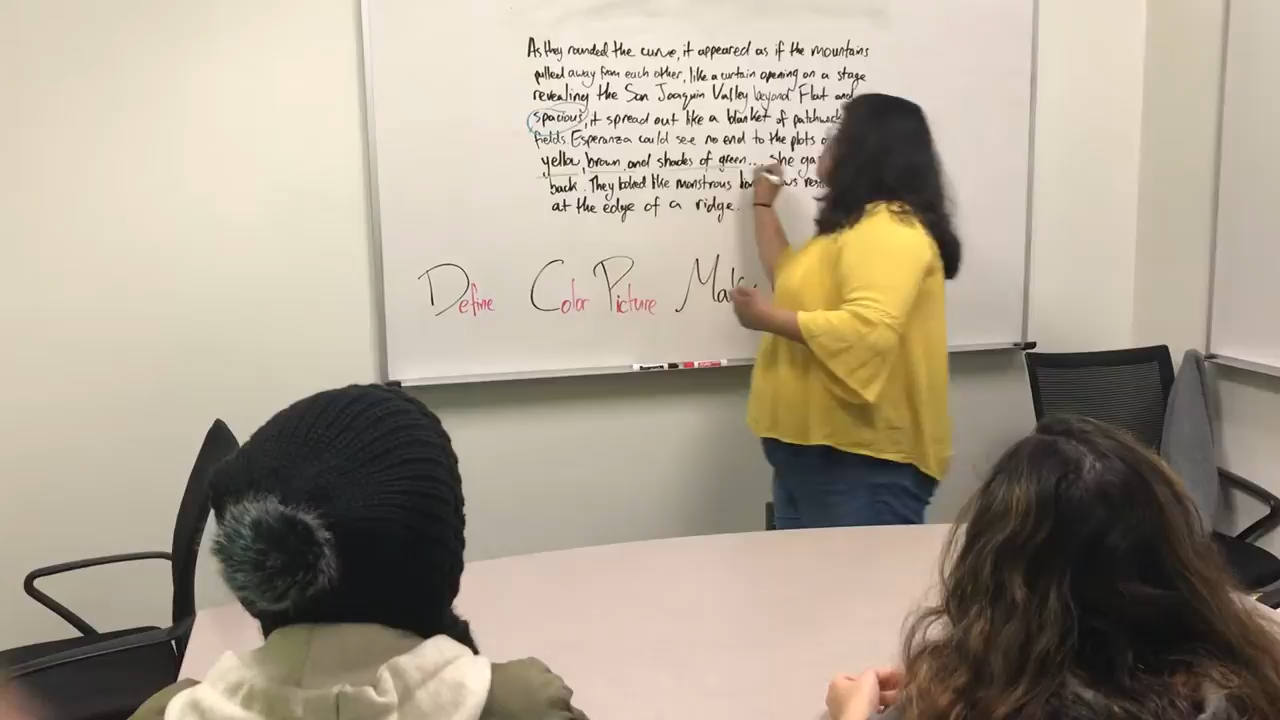 As they rounded the curve, it appeared as if the mountains
pulled away from each other, like a curtain opening on a stage
revealing the San Joaquin Valley beyond. Flat and
spacious, it spread out like a blanket of patchwork
fields. Esperanza could see no end to the plots
yellow, brown and shades of green... she
back. They looked like monstrous
at the edge of a ridge.
Define Color Picture